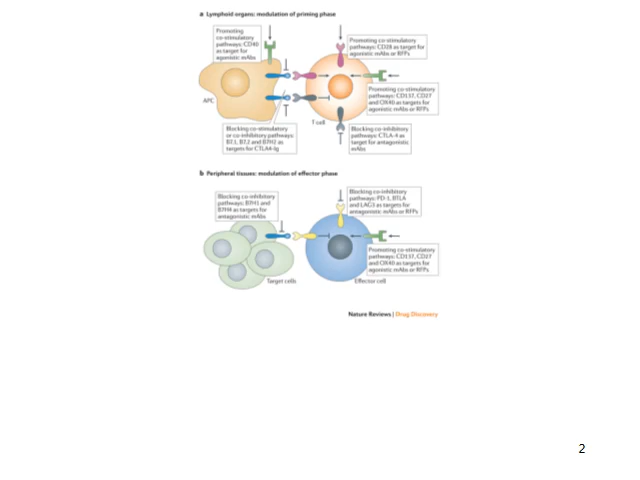 a Lymphoid organs: modulation of priming phase
Promoting
co-stimulatory
pathways: CD40
as target for
agonistic mAbs
Promoting co-stimulatory
pathways: CD28 as target for
agonistic mAbs or RFPs
Promoting co-stimulatory
pathways: CD137, CD27
and OX40 as targets for
agonistic mAbs or RFPs
APC
T cell
Blocking co-stimulatory
or co-inhibitory pathways
B7.1, B7.2 and B7H2 as
targets for CTLA4-Ig
Blocking co-inhibitory
pathways: CTLA-4 as
target for antagonistic
mAbs
b Peripheral tissues: modulation of effector phase
Blocking co-inhibitory
pathways: B7H1 and
B7H4 as targets for
antagonistic mAbs
Blocking co-inhibitory
pathways: PD-1, BTLA
and LAG3 as targets for
antagonistic mAbs or RFPs
Promoting co-stimulatory
pathways: CD137, CD27
and OX40 as targets for
agonistic mAbs or RFPs
Target cells
Effector cell
Nature Reviews | Drug Discovery
2